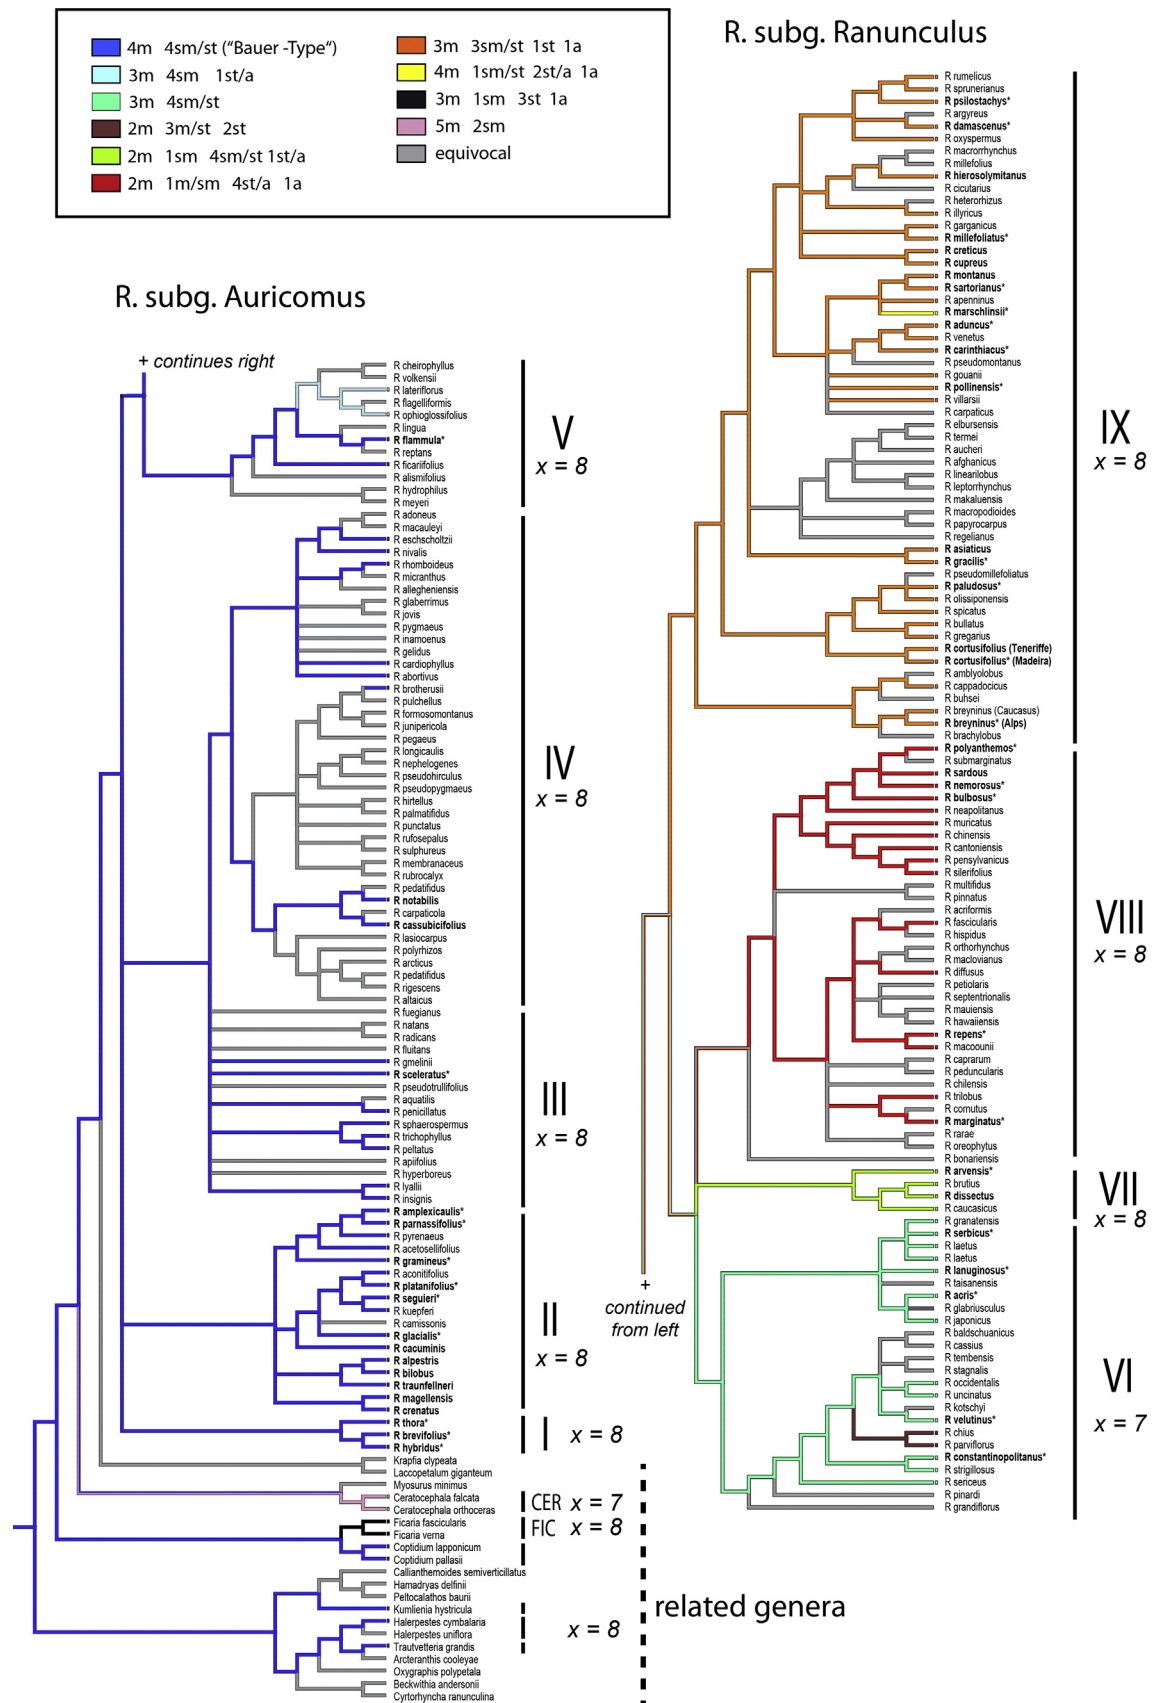 4m 4sm/st ("Bauer -Type")
3m 4sm 1st/a
3m 4sm/st
2m 3m/st 2st
2m 1sm 4sm/st 1st/a
2m 1m/sm 4st/a 1a
3m 3sm/st 1st 1a
4m 1sm/st 2st/a 1a
3m 1sm 3st 1a
5m 2sm
equivocal
R. subg. Auricomus
+ continues right
R cheirophyllus
R volkensii
R lateriflorus
R flagelliformis
R ophioglossifolius
R lingua
R flammula*
R reptans
R ficariifolius
R alismifolius
R hydrophilus
R meyeri
V
x = 8
R adoneus
R macauleyi
R eschscholtzii
R nivalis
R rhomboideus
R micranthus
R allegheniensis
R glaberrimus
R jovis
R pygmaeus
R inamoenus
R gelidus
R cardiophyllus
R abortivus
R brotherusii
R pulchellus
R formosomontanus
R junipericola
R pegaeus
R longicaulis
R nephelogenes
R pseudohirculus
R pseudopygmaeus
R hirtellus
R palmatifidus
R punctatus
R rufosepalus
R sulphureus
R membranaceus
R rubrocalyx
R pedatifidus
R notabilis
R carpaticola
R cassubicifolius
R lasiocarpus
R polyrhizos
R arcticus
R pedatifidus
R rigescens
R altaicus
IV
x = 8
R fuegianus
R natans
R radicans
R fluitans
R gmelinii
R sceleratus*
R pseudotrullifolius
R aquatilis
R penicillatus
R sphaerospermus
R trichophyllus
R peltatus
R apiifolius
R hyperboreus
R lyallii
R insignis
III
x = 8
R amplexicaulis*
R parnassifolius*
R pyrenaeus
R acetosellifolius
R gramineus*
R aconitifolius
R platanifolius*
R seguieri*
R kuepferi
R camissonis
R glacialis*
R cacuminis
R alpestris
R bilobus
R traunfellneri
R magellensis
R crenatus
II
x = 8
R thora*
R brevifolius*
R hybridus*
I x = 8
Krapfia clypeata
Laccopetalum giganteum
Myosurus minimus
Ceratocephala falcata
Ceratocephala orthoceras
CER x = 7
Ficaria fascicularis
Ficaria verna
FIC x = 8
Coptidium lapponicum
Coptidium pallasii
Callianthemoides semiverticillatus
Hamadryas delfinii
Peltocalathos baurii
Kumlienia hystricula
Halerpestes cymbalaria
Halerpestes uniflora
Trautvetteria grandis
Arcteranthis cooleyae
Oxygraphis polypetala
Beckwithia andersonii
Cyrtorhyncha ranunculina
x = 8
related genera
R. subg. Ranunculus
R rumelicus
R sprunerianus
R psilostachys*
R argyreus
R damascenus*
R oxyspermus
R macrorrhynchus
R millefolius
R hierosolymitanus
R cicutarius
R heterorhizus
R illyricus
R garganicus
R millefoliatus*
R creticus
R cupreus
R montanus
R sartorianus*
R apenninus
R marschlinsii*
R aduncus*
R venetus
R carinthiacus*
R pseudomontanus
R gouanii
R pollinensis*
R villarsii
R carpaticus
R elbursensis
R termei
R aucheri
R afghanicus
R linearilobus
R leptorrhynchus
R makaluensis
R macropodioides
R papyrocarpus
R regelianus
R asiaticus
R gracilis*
R pseudomillefoliatus
R paludosus*
R olissiponensis
R spicatus
R bullatus
R gregarius
R cortusifolius (Teneriffe)
R cortusifolius* (Madeira)
R amblyolobus
R cappadocicus
R buhsei
R breyninus (Caucasus)
R breyninus* (Alps)
R brachylobus
IX
x = 8
R polyanthemos*
R submarginatus
R sardous
R nemorosus*
R bulbosus*
R neapolitanus
R muricatus
R chinensis
R cantoniensis
R pensylvanicus
R silerifolius
R multifidus
R pinnatus
R acriformis
R fascicularis
R hispidus
R orthorhynchus
R maclovianus
R diffusus
R petiolaris
R septentrionalis
R mauiensis
R hawaiiensis
R repens*
R macoounii
R caprarum
R peduncularis
R chilensis
R trilobus
R cornutus
R marginatus*
R rarae
R oreophytus
R bonariensis
VIII
x = 8
R arvensis*
R brutius
R dissectus
R caucasicus
VII
x = 8
R granatensis
R serbicus*
R laetus
R laetus
R lanuginosus*
R taisanensis
R acris*
R glabriusculus
R japonicus
R baldschuanicus
R cassius
R tembensis
R stagnalis
R occidentalis
R uncinatus
R kotschyi
R velutinus*
R chius
R parviflorus
R constantinopolitanus*
R strigillosus
R sericeus
R pinardi
R grandiflorus
VI
x = 7
+
continued
from left